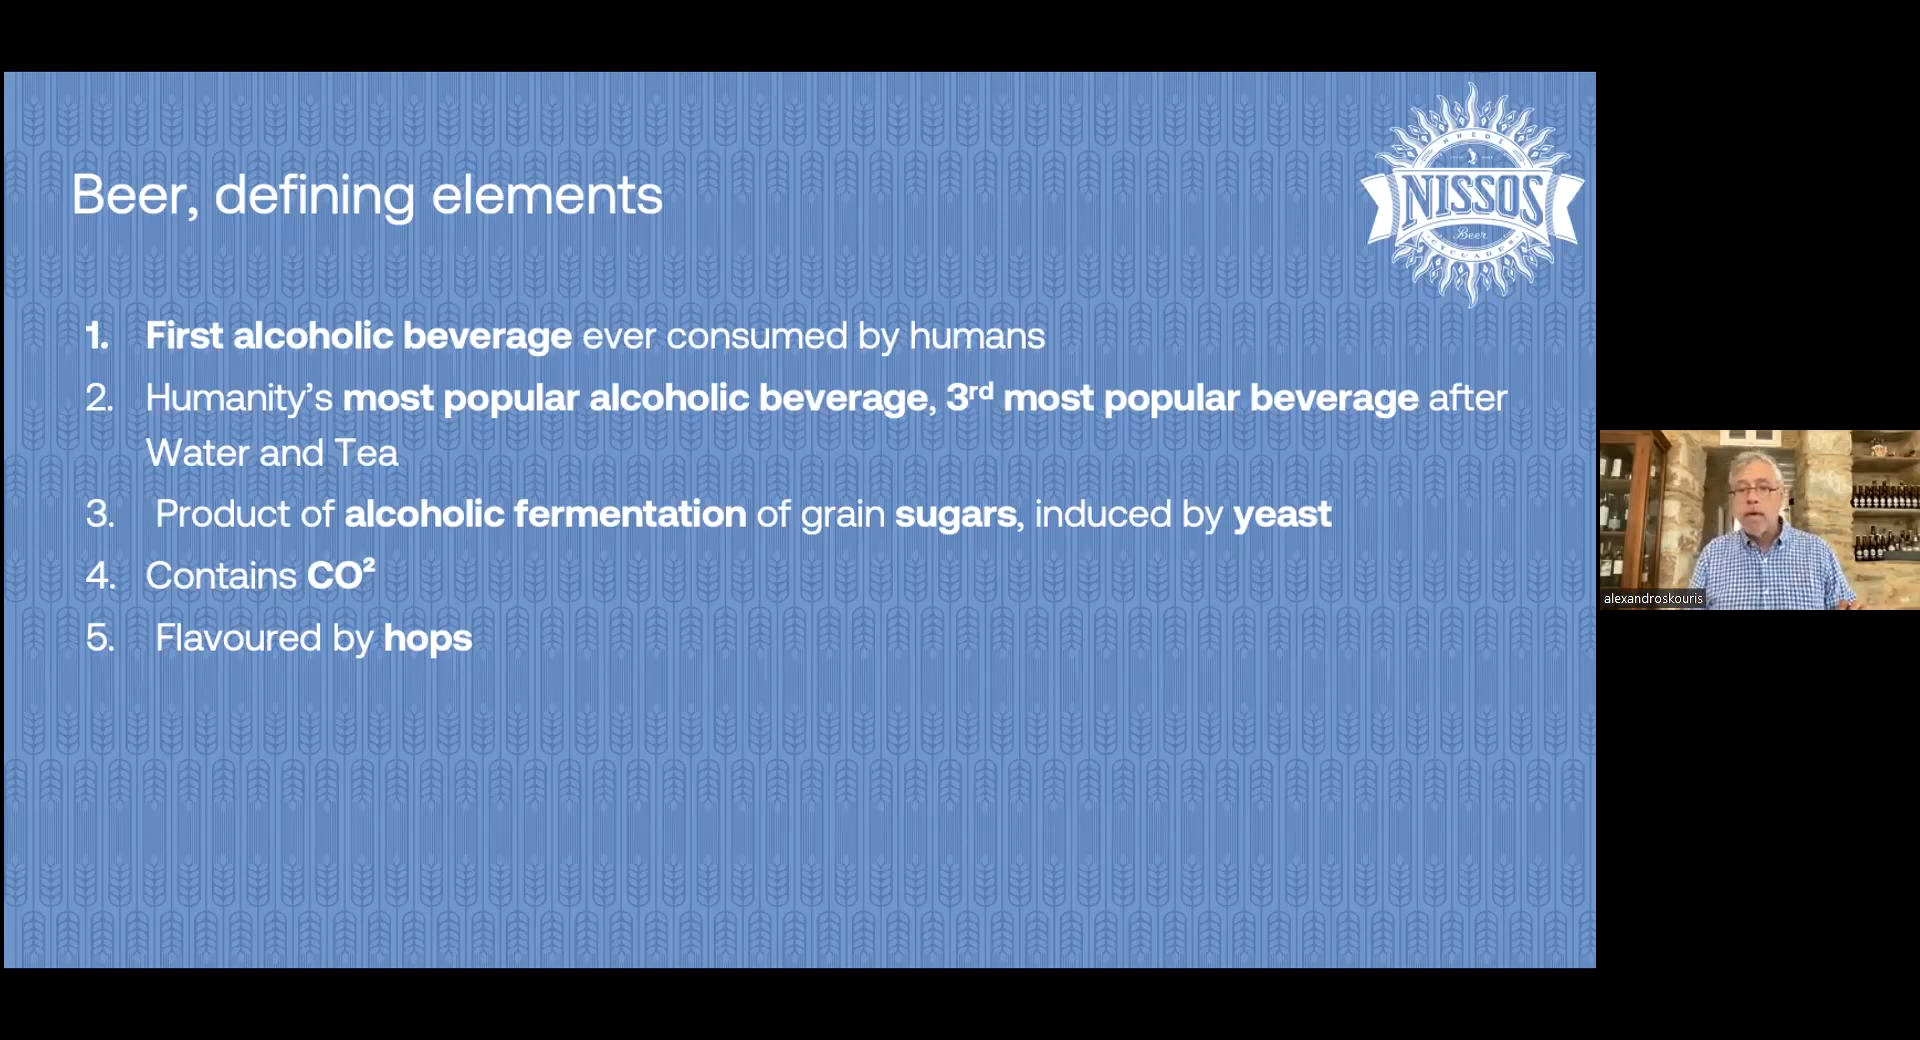 NISSOS
Beer
CYCLADES
Beer, defining elements
1. First alcoholic beverage ever consumed by humans
2. Humanity’s most popular alcoholic beverage, 3rd most popular beverage after
Water and Tea
3. Product of alcoholic fermentation of grain sugars, induced by yeast
4. Contains CO²
5. Flavoured by hops
alexandroskouris